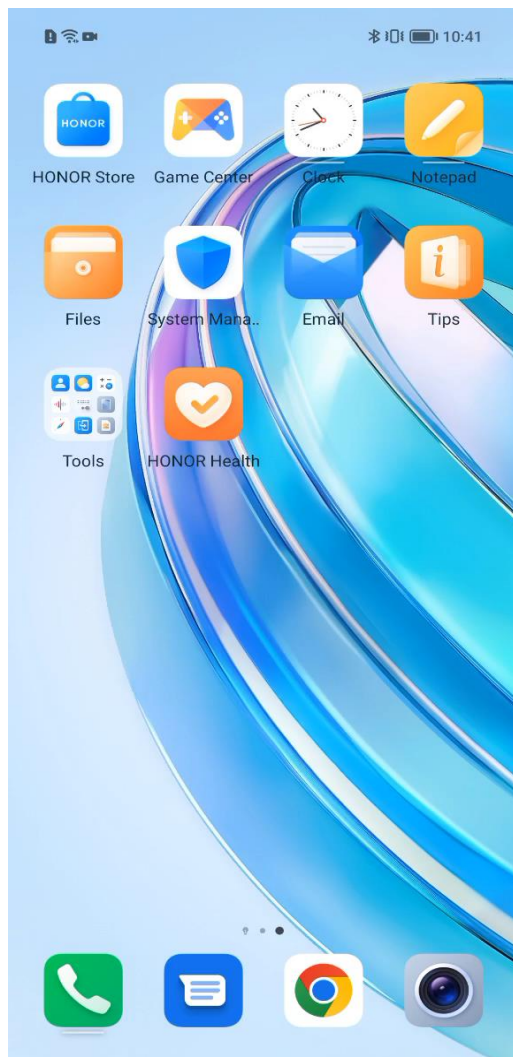 10:41
HONOR
HONOR Store Game Center Clock Notepad
Files System Mana.. Email Tips
Tools HONOR Health